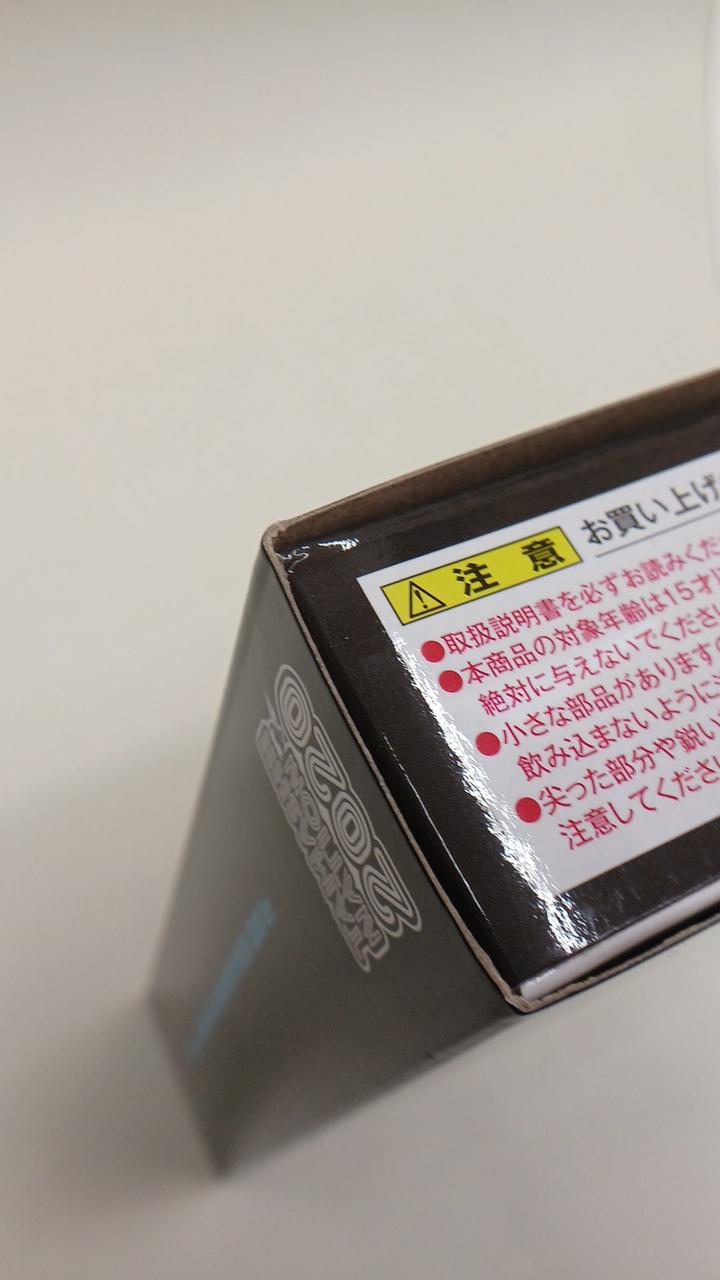 注意 お買い上げ
●取扱説明書を必ずお読みくだ
●本商品の対象年齢は15才
絶対に与えないでくださ
●小さな部品があります
飲み込まないように
●尖った部分や鋭い
注意してくださ
2020